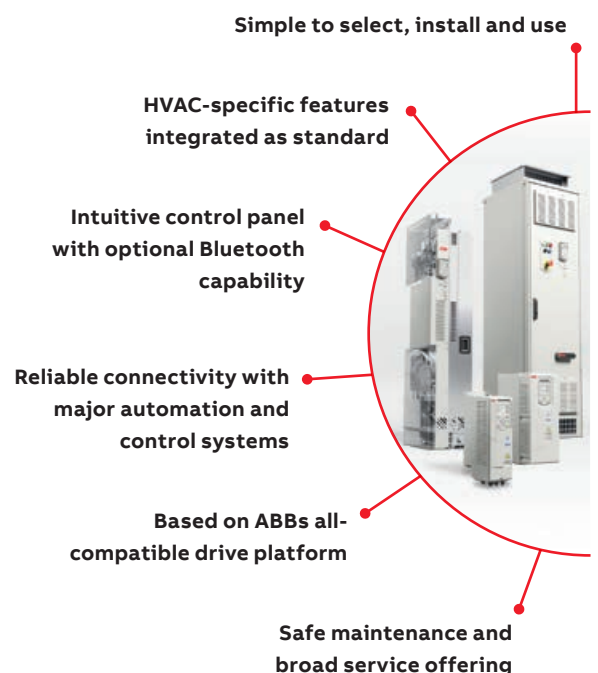 Simple to select, install and use
HVAC-specific features
integrated as standard
Intuitive control panel
with optional Bluetooth
capability
Reliable connectivity with
major automation and
control systems
Based on ABBs all-
compatible drive platform
Safe maintenance and
broad service offering